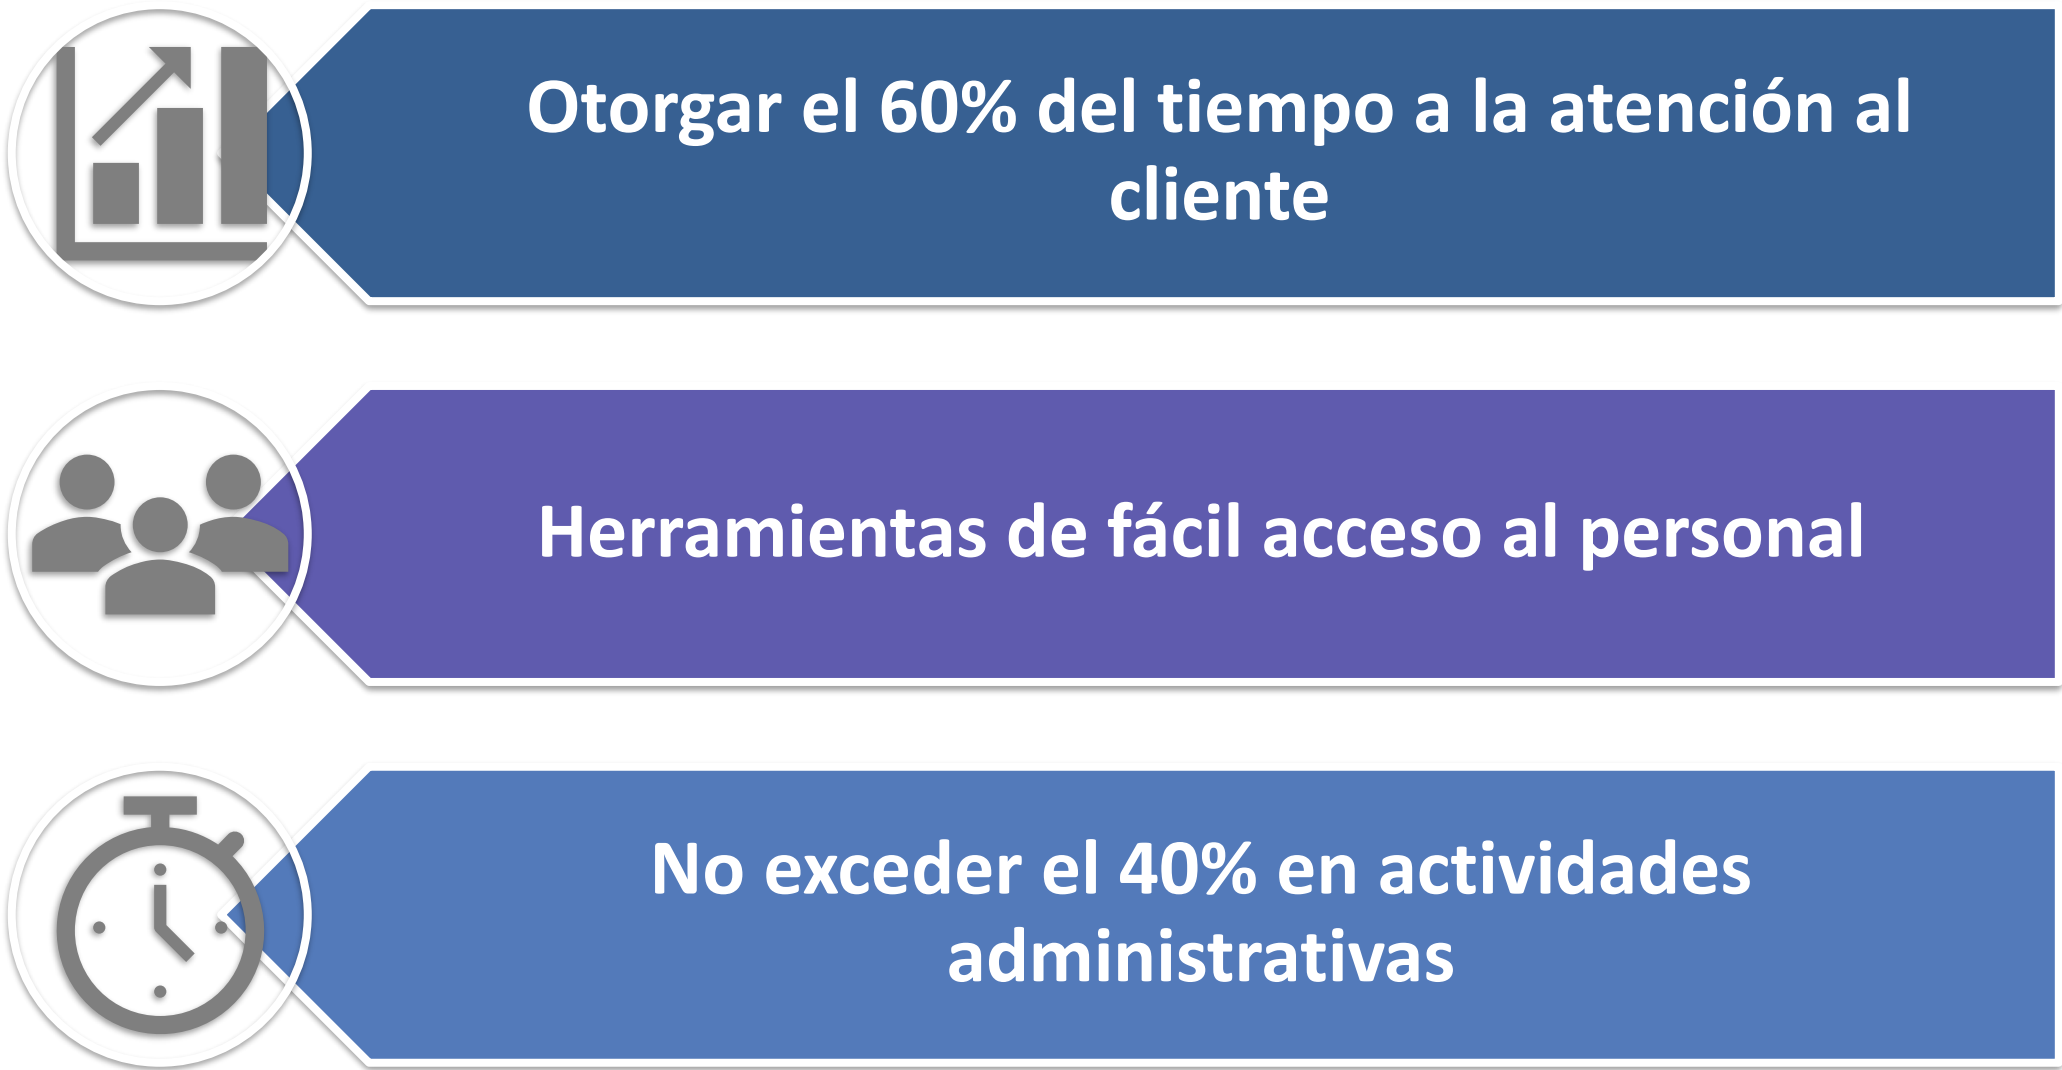 Otorgar el 60% del tiempo a la atención al
cliente
Herramientas de fácil acceso al personal
No exceder el 40% en actividades
administrativas